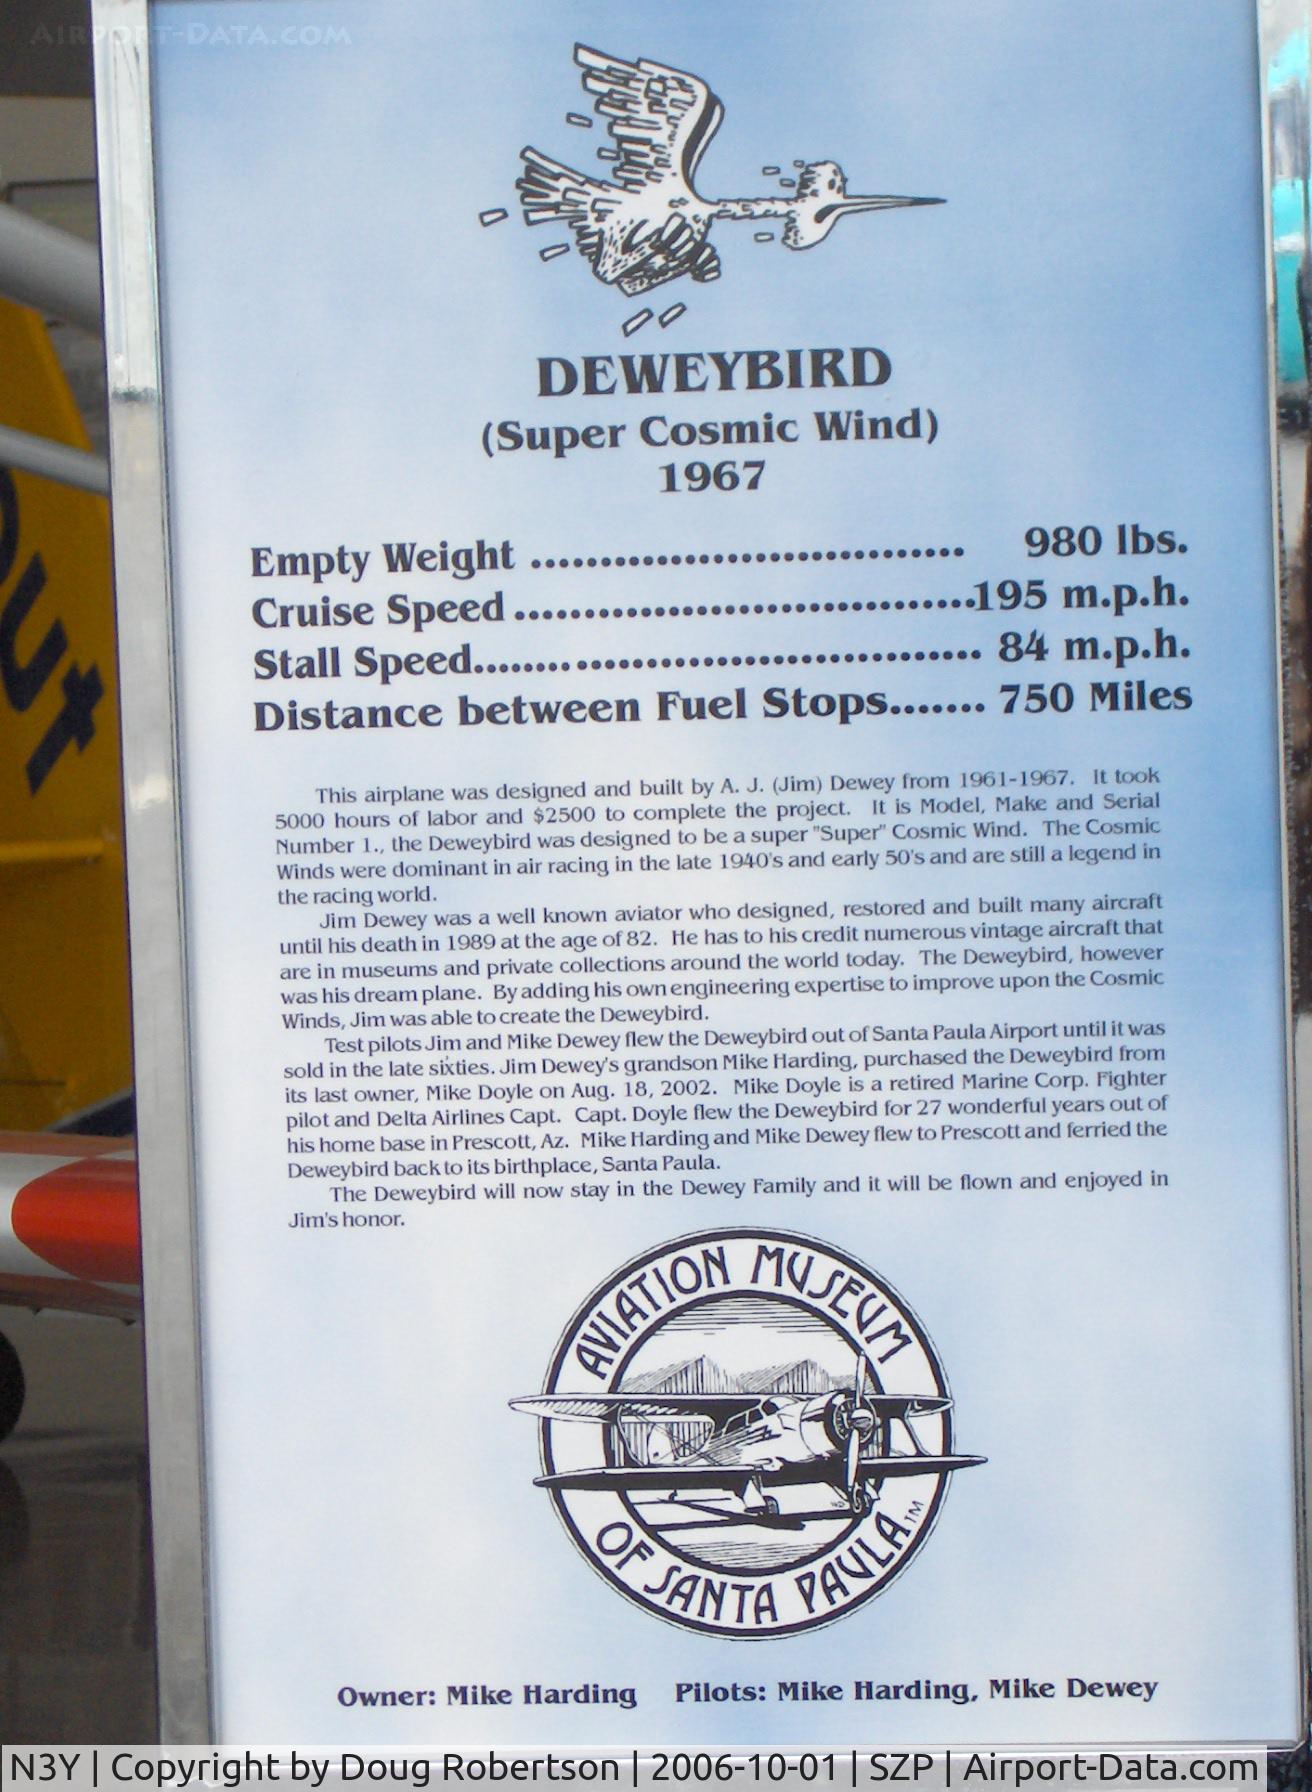 AIRPORT-DATA.COM
DEWEYBIRD
(Super Cosmic Wind)
1967
Empty Weight ............................... 980 lbs.
Cruise Speed .................................195 m.p.h.
Stall Speed.................................... 84 m.p.h.
Distance between Fuel Stops....... 750 Miles
This airplane was designed and built by A. J. (Jim) Dewey from 1961-1967. It took
5000 hours of labor and $2500 to complete the project. It is Model, Make and Serial
Number 1., the Deweybird was designed to be a super "Super" Cosmic Wind. The Cosmic
Winds were dominant in air racing in the late 1940's and early 50's and are still a legend in
the racing world.
Jim Dewey was a well known aviator who designed, restored and built many aircraft
until his death in 1989 at the age of 82. He has to his credit numerous vintage aircraft that
are in museums and private collections around the world today. The Deweybird, however
was his dream plane. By adding his own engineering expertise to improve upon the Cosmic
Winds, Jim was able to create the Deweybird.
Test pilots Jim and Mike Dewey flew the Deweybird out of Santa Paula Airport until it was
sold in the late sixties. Jim Dewey's grandson Mike Harding, purchased the Deweybird from
its last owner, Mike Doyle on Aug. 18, 2002. Mike Doyle is a retired Marine Corp. Fighter
pilot and Delta Airlines Capt. Capt. Doyle flew the Deweybird for 27 wonderful years out of
his home base in Prescott, Az. Mike Harding and Mike Dewey flew to Prescott and ferried the
Deweybird back to its birthplace, Santa Paula.
The Deweybird will now stay in the Dewey Family and it will be flown and enjoyed in
Jim's honor.
AVIATION MUSEUM
OF SANTA PAULA TM
Owner: Mike Harding Pilots: Mike Harding, Mike Dewey
N3Y | Copyright by Doug Robertson | 2006-10-01 | SZP | Airport-Data.com